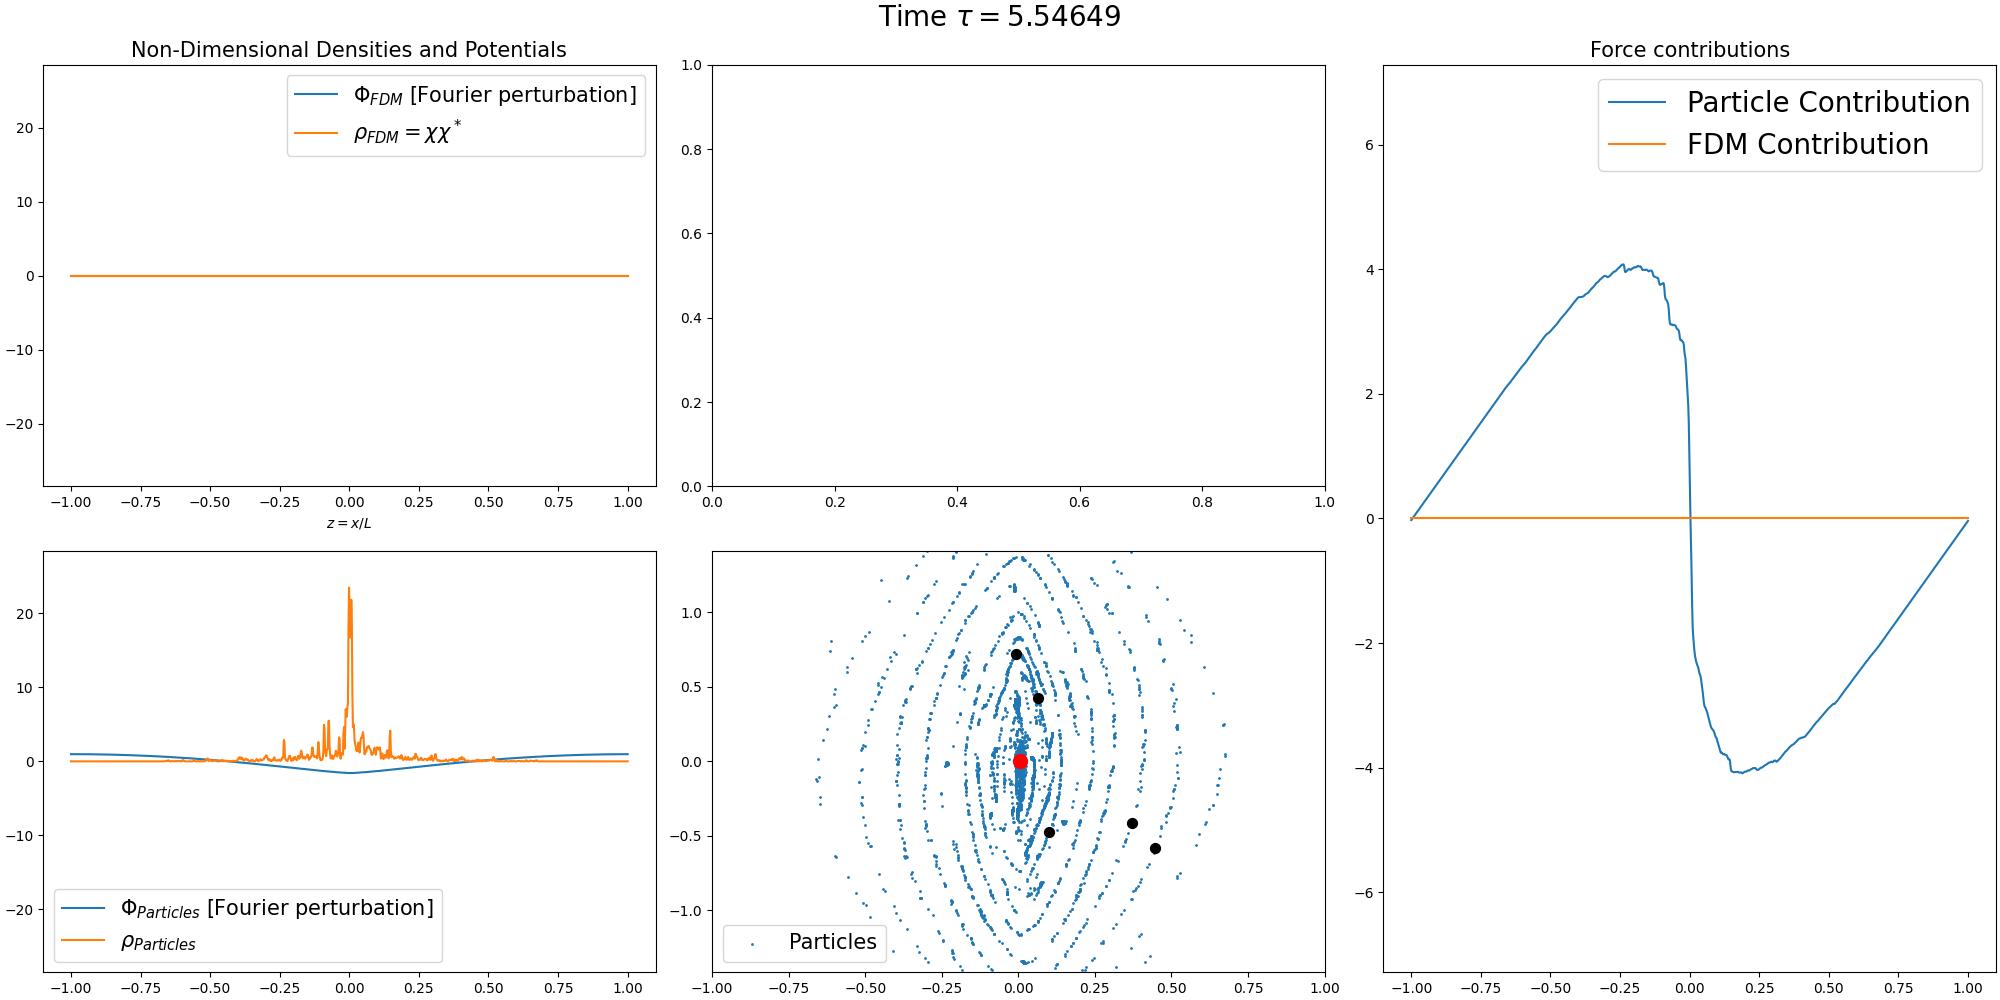 Time τ = 5.54649
Non-Dimensional Densities and Potentials
Φ_FDM [Fourier perturbation]
ρ_FDM = χχ*
20
10
0
−10
−20
−1.00 −0.75 −0.50 −0.25 0.00 0.25 0.50 0.75 1.00
z = x/L
1.0
0.8
0.6
0.4
0.2
0.0
0.0 0.2 0.4 0.6 0.8 1.0
Force contributions
Particle Contribution
FDM Contribution
6
4
2
0
−2
−4
−6
−1.00 −0.75 −0.50 −0.25 0.00 0.25 0.50 0.75 1.00
20
10
0
−10
−20
Φ_Particles [Fourier perturbation]
ρ_Particles
−1.00 −0.75 −0.50 −0.25 0.00 0.25 0.50 0.75 1.00
1.0
0.5
0.0
−0.5
−1.0
Particles
−1.00 −0.75 −0.50 −0.25 0.00 0.25 0.50 0.75 1.00